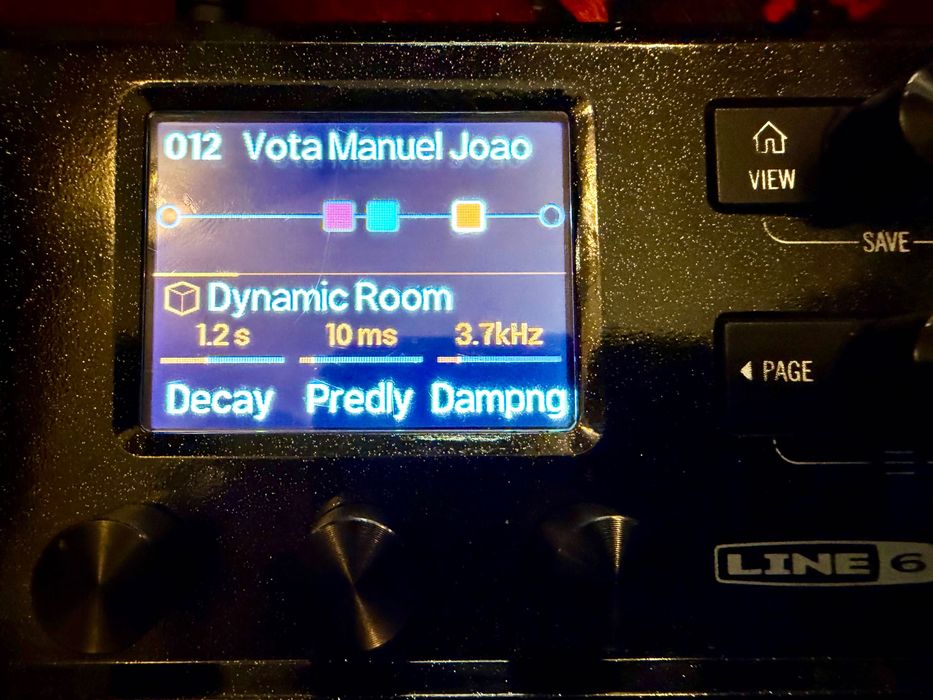 012 Vota Manuel Joao
Dynamic Room
1.2 s 10 ms 3.7kHz
Decay Predly Dampng
VIEW
SAVE
PAGE
LINE 6